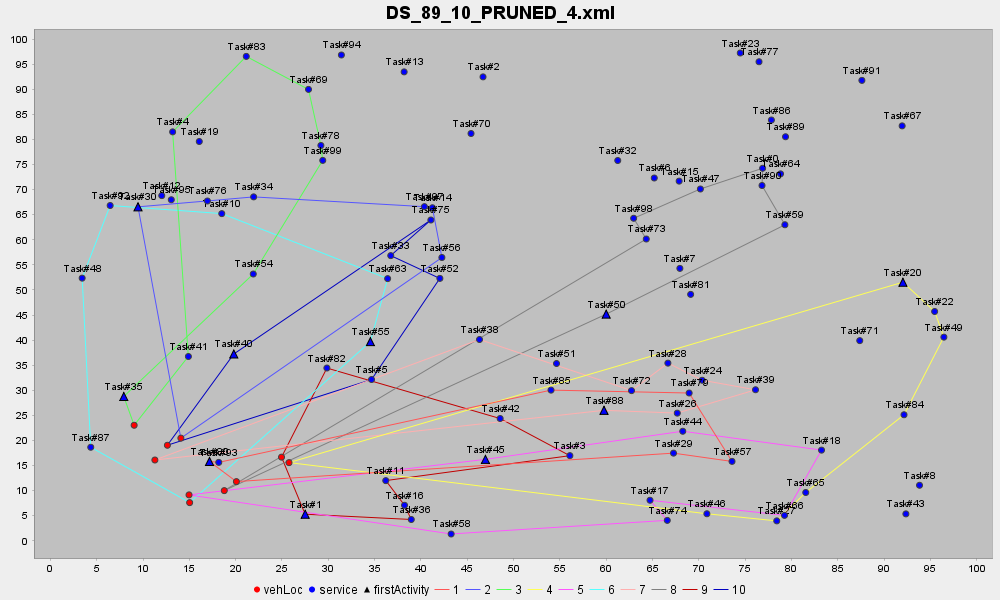 DS_89_10_PRUNED_4.xml
100
95
90
85
80
75
70
65
60
55
50
45
40
35
30
25
20
15
10
5
0
Task#23
Task#94
Task#83
Task#77
Task#13
Task#2
Task#91
Task#69
Task#86
Task#67
Task#4
Task#89
Task#70
Task#19
Task#78
Task#99
Task#32
Task#0
Task#64
Task#6
Task#15
Task#47
Task#90
Task#12
Task#95
Task#76
Task#34
Task#92
Task#30
Task#14
Task#10
Task#75
Task#98
Task#59
Task#73
Task#33
Task#56
Task#7
Task#48
Task#54
Task#63
Task#52
Task#20
Task#81
Task#50
Task#22
Task#40
Task#55
Task#38
Task#71
Task#49
Task#41
Task#82
Task#5
Task#51
Task#28
Task#24
Task#35
Task#85
Task#72
Task#79
Task#39
Task#88
Task#26
Task#42
Task#84
Task#44
Task#87
Task#93
Task#45
Task#3
Task#29
Task#57
Task#18
Task#11
Task#65
Task#8
Task#1
Task#16
Task#36
Task#17
Task#74
Task#46
Task#66
Task#27
Task#43
Task#58
0 5 10 15 20 25 30 35 40 45 50 55 60 65 70 75 80 85 90 95 100
vehLoc service firstActivity 1 2 3 4 5 6 7 8 9 10